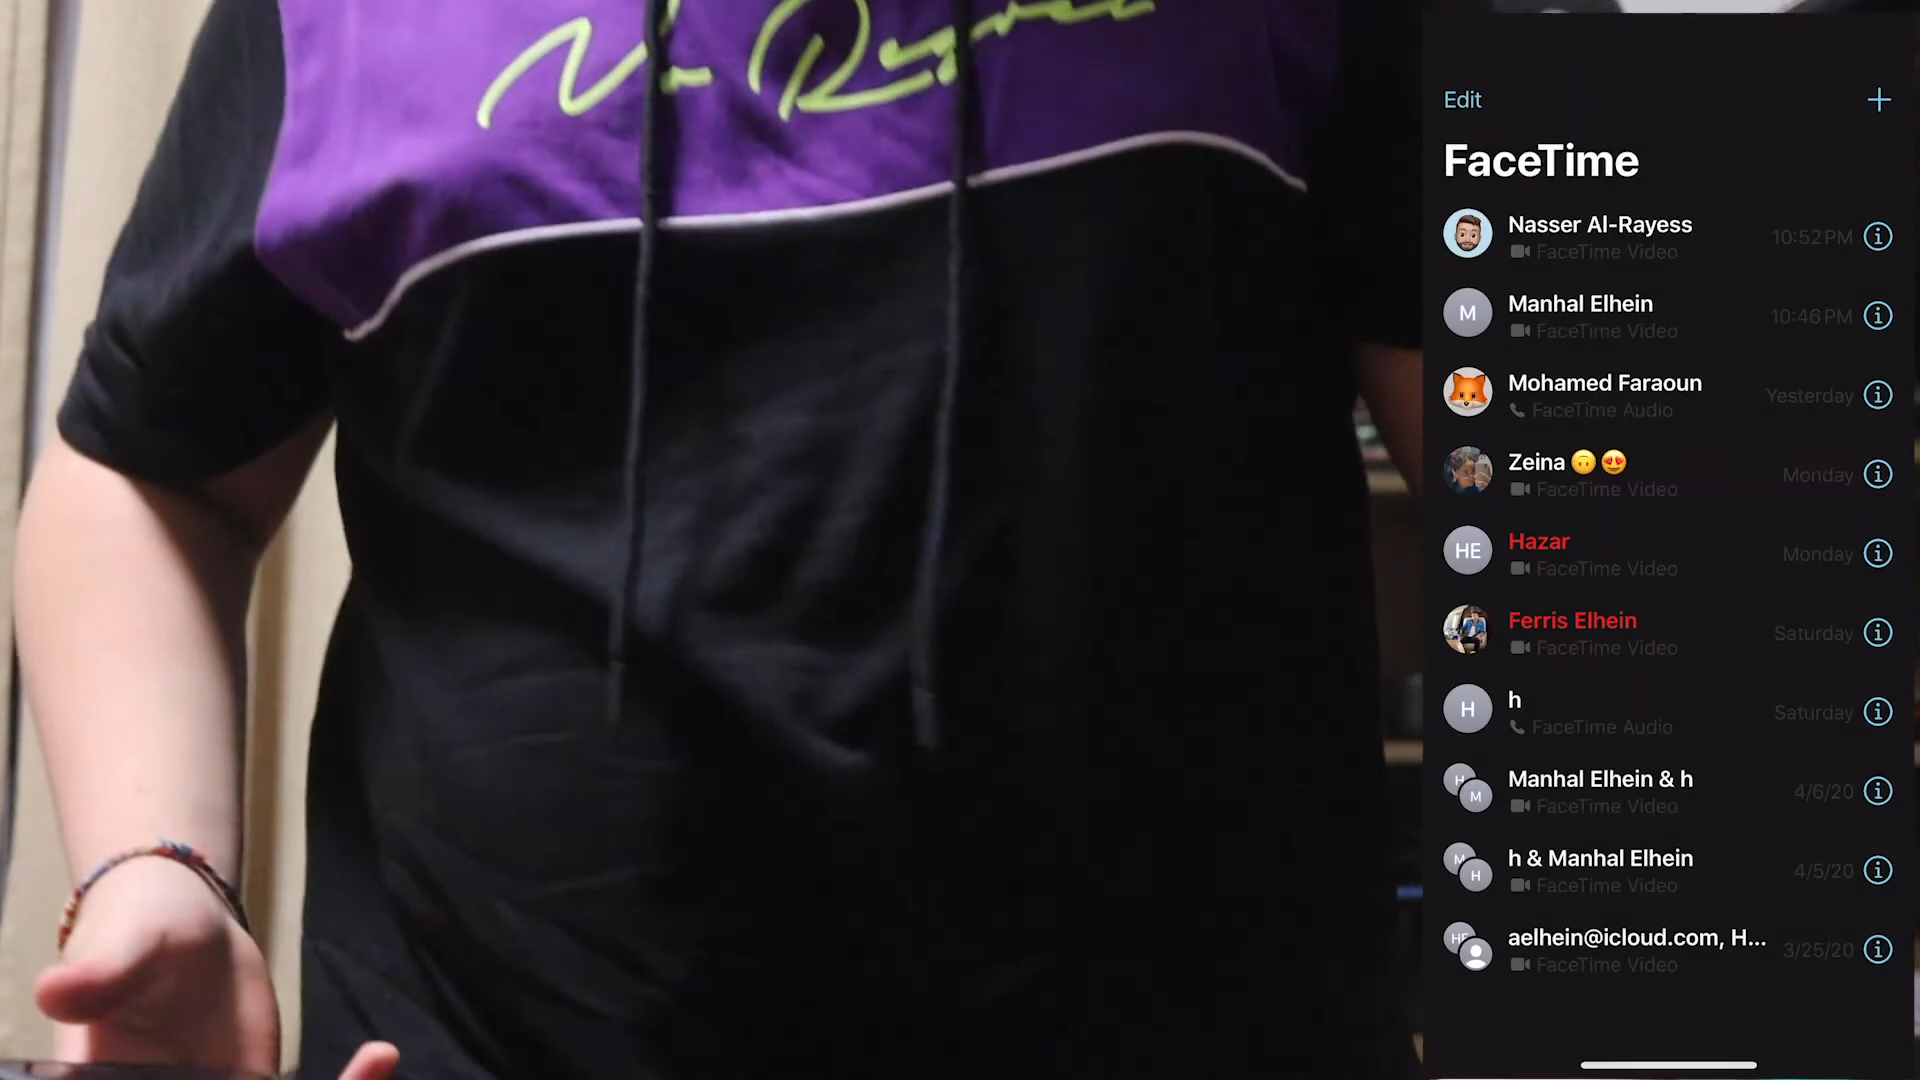 No Regret
Edit
FaceTime
Nasser Al-Rayess
FaceTime Video
10:52 PM
M
Manhal Elhein
FaceTime Video
10:46 PM
Mohamed Faraoun
FaceTime Audio
Yesterday
Zeina 🙃😍
FaceTime Video
Monday
HE
Hazar
FaceTime Video
Monday
Ferris Elhein
FaceTime Video
Saturday
H
h
FaceTime Audio
Saturday
H
M
Manhal Elhein & h
FaceTime Video
4/6/20
M
H
h & Manhal Elhein
FaceTime Video
4/5/20
HE
aelhein@icloud.com, H...
FaceTime Video
3/25/20